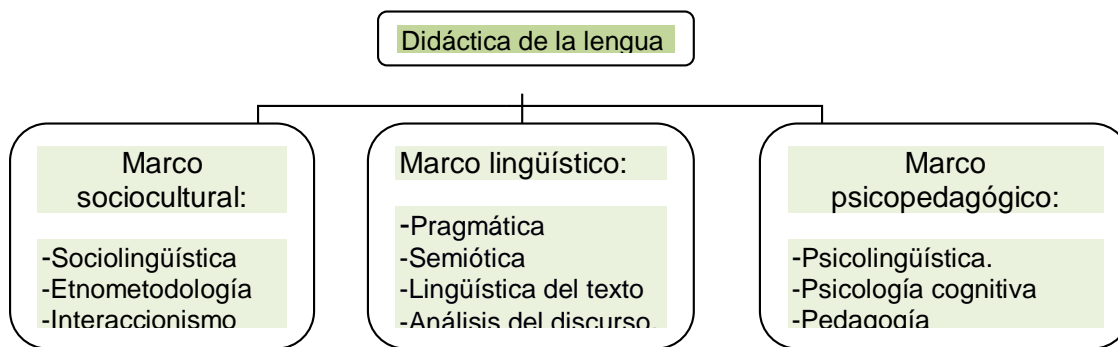 Didáctica de la lengua
Marco
sociocultural:
-Sociolingüística
-Etnometodología
-Interaccionismo
Marco lingüístico:
-Pragmática
-Semiótica
-Lingüística del texto
-Análisis del discurso.
Marco
psicopedagógico:
-Psicolingüística.
-Psicología cognitiva
-Pedagogía